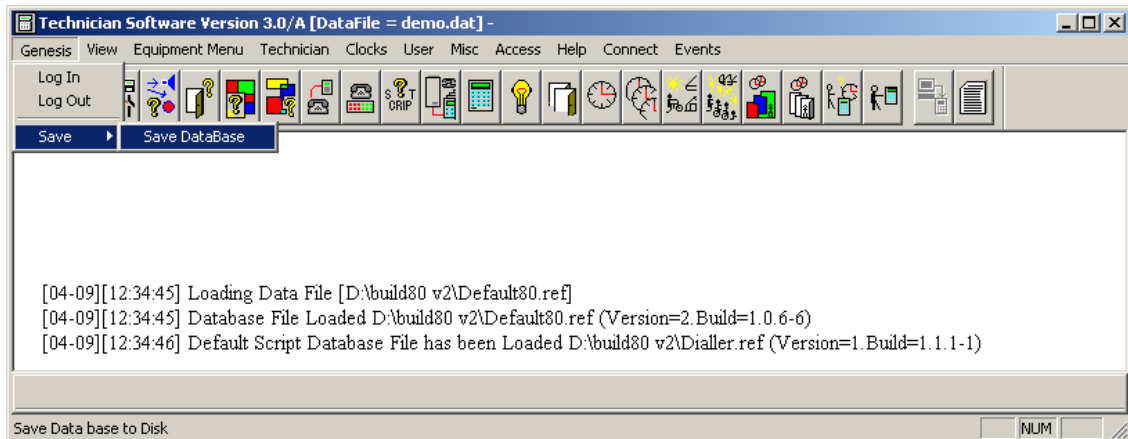 Technician Software Version 3.0/A [DataFile = demo.dat] -
Genesis View Equipment Menu Technician Clocks User Misc Access Help Connect Events
Log In
Log Out
S ? T
CRIP
Save Save DataBase
[04-09][12:34:45] Loading Data File [D:\build80 v2\Default80.ref]
[04-09][12:34:45] Database File Loaded D:\build80 v2\Default80.ref (Version=2.Build=1.0.6-6)
[04-09][12:34:46] Default Script Database File has been Loaded D:\build80 v2\Dialler.ref (Version=1.Build=1.1.1-1)
Save Data base to Disk NUM